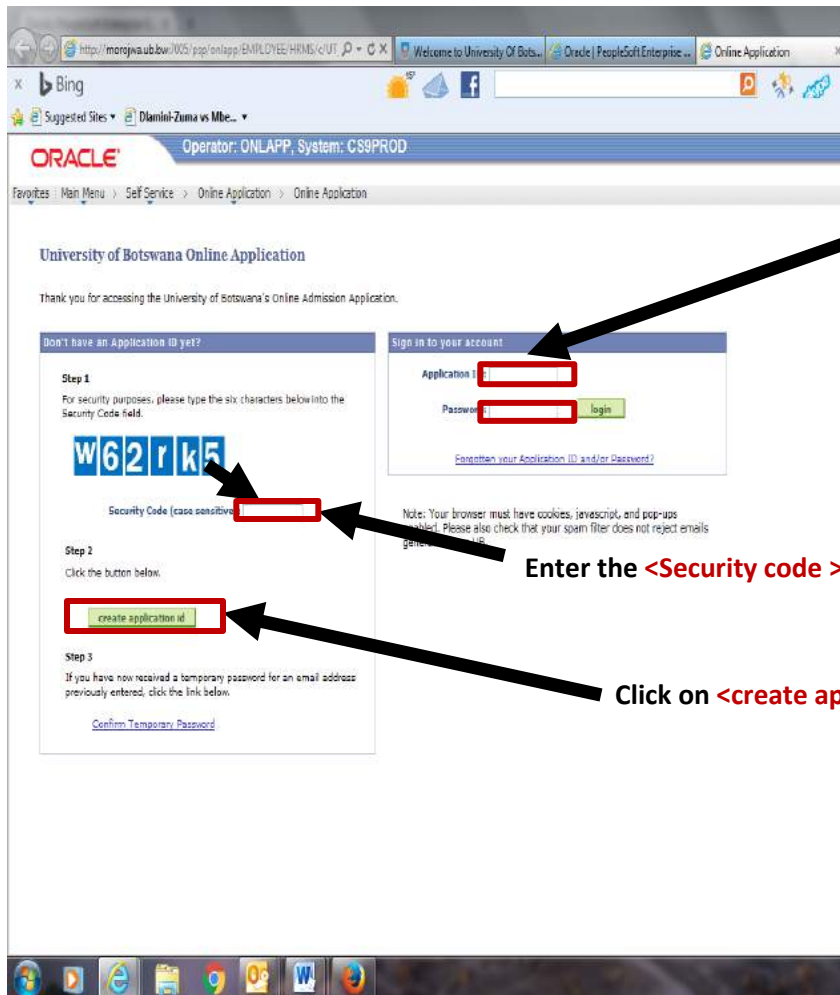 http://morojwa.ub.bw:7005/psp/onlapp/EMPLOYEE/HRMS/c/UT
Welcome to University Of Bots...
Oracle | PeopleSoft Enterprise ...
Online Application
x Bing
Suggested Sites
Dlamini-Zuma vs Mbe...
ORACLE
Operator: ONLAPP, System: CS9PROD
Favorites Main Menu > Self Service > Online Application > Online Application
University of Botswana Online Application
Thank you for accessing the University of Botswana's Online Admission Application.
Don't have an Application ID yet?
Step 1
For security purposes, please type the six characters below into the
Security Code field.
W62rk5
Security Code (case sensitive
Step 2
Click the button below.
create application id
Step 3
If you have now received a temporary password for an email address
previously entered, click the link below.
Confirm Temporary Password
Sign in to your account
Application I
Passwor
login
Forgotten your Application ID and/or Password?
Note: Your browser must have cookies, javascript, and pop-ups
enabled. Please also check that your spam filter does not reject emails
Enter the <Security code >
Click on <create ap